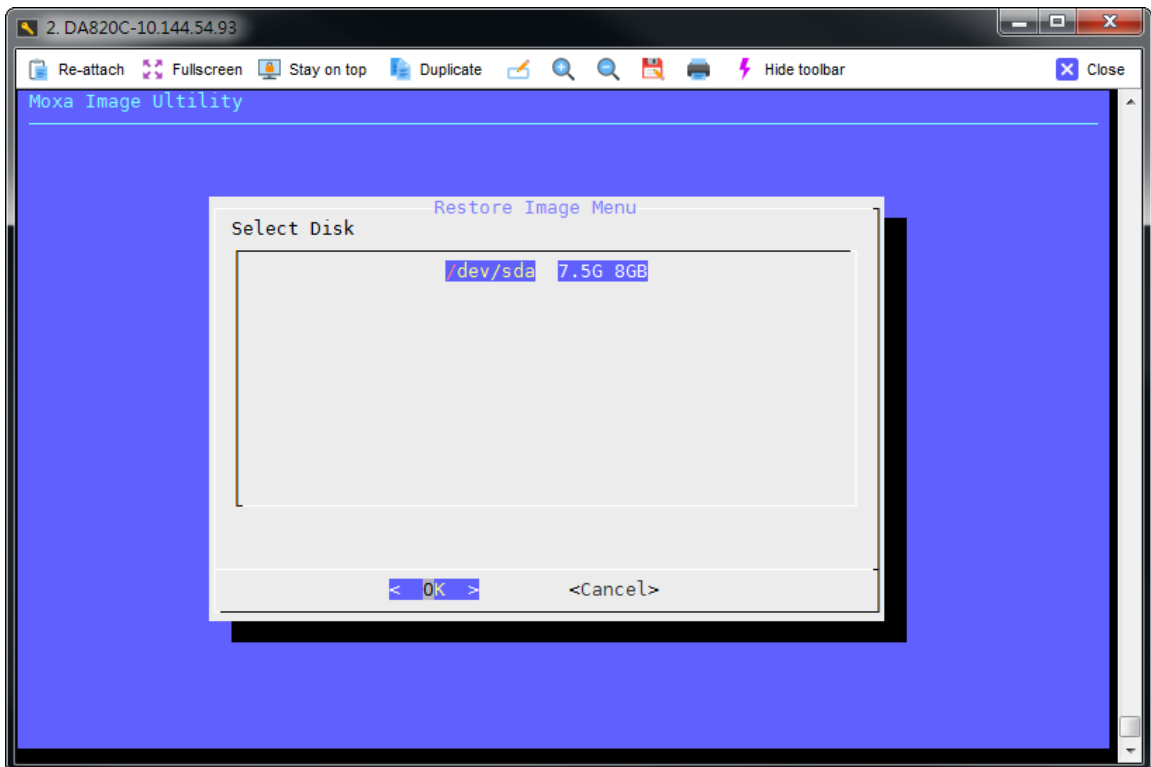 2. DA820C-10.144.54.93
Re-attach Fullscreen Stay on top Duplicate Hide toolbar Close
Moxa Image Ultility
Restore Image Menu
Select Disk
/dev/sda 7.5G 8GB
< OK > <Cancel>